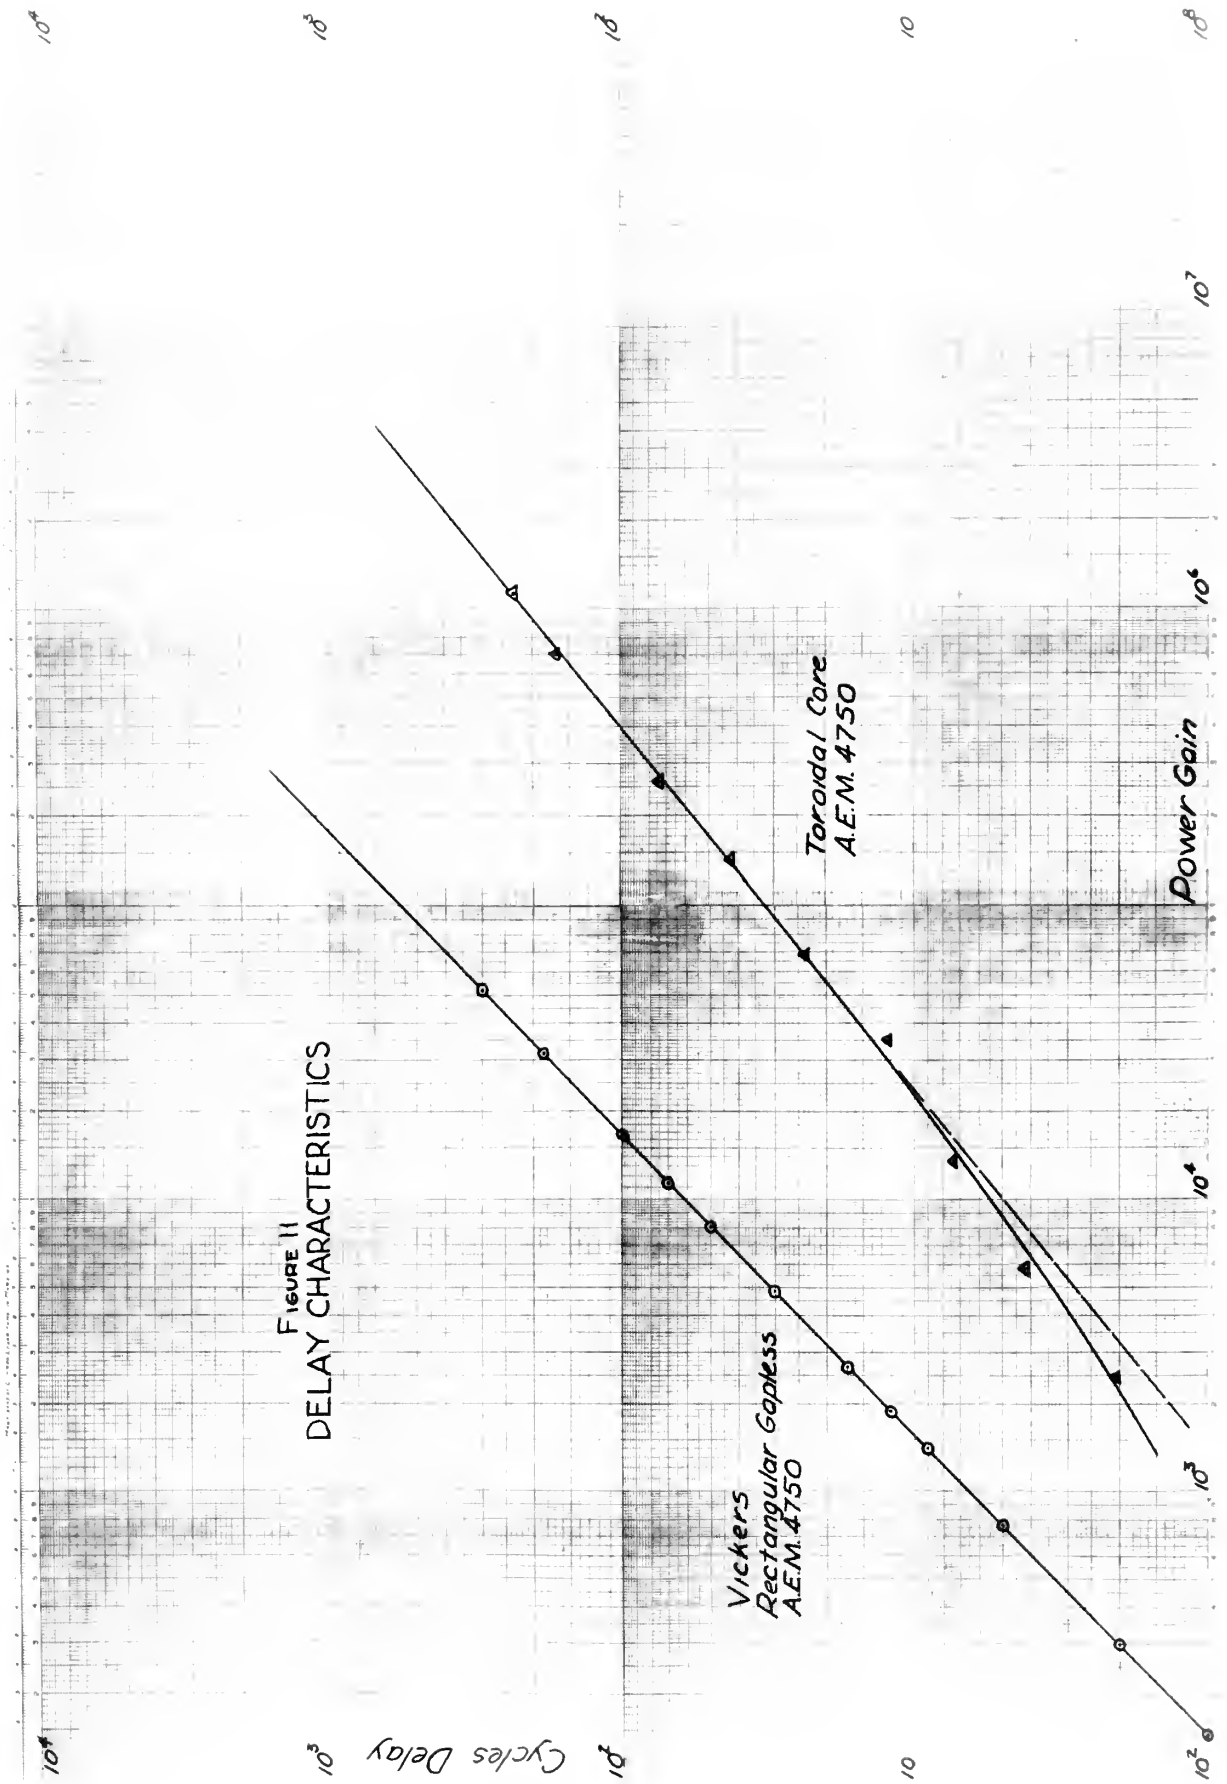 FIGURE 11
DELAY CHARACTERISTICS
Cycles Delay
10⁴
10³
10²
10
10²
10³
10⁴
10⁶
10⁷
10⁸
10⁴
10³
10²
10
Vickers
Rectangular Gapless
A.E.M. 4750
Toroidal Core
A.E.M. 4750
Power Gain